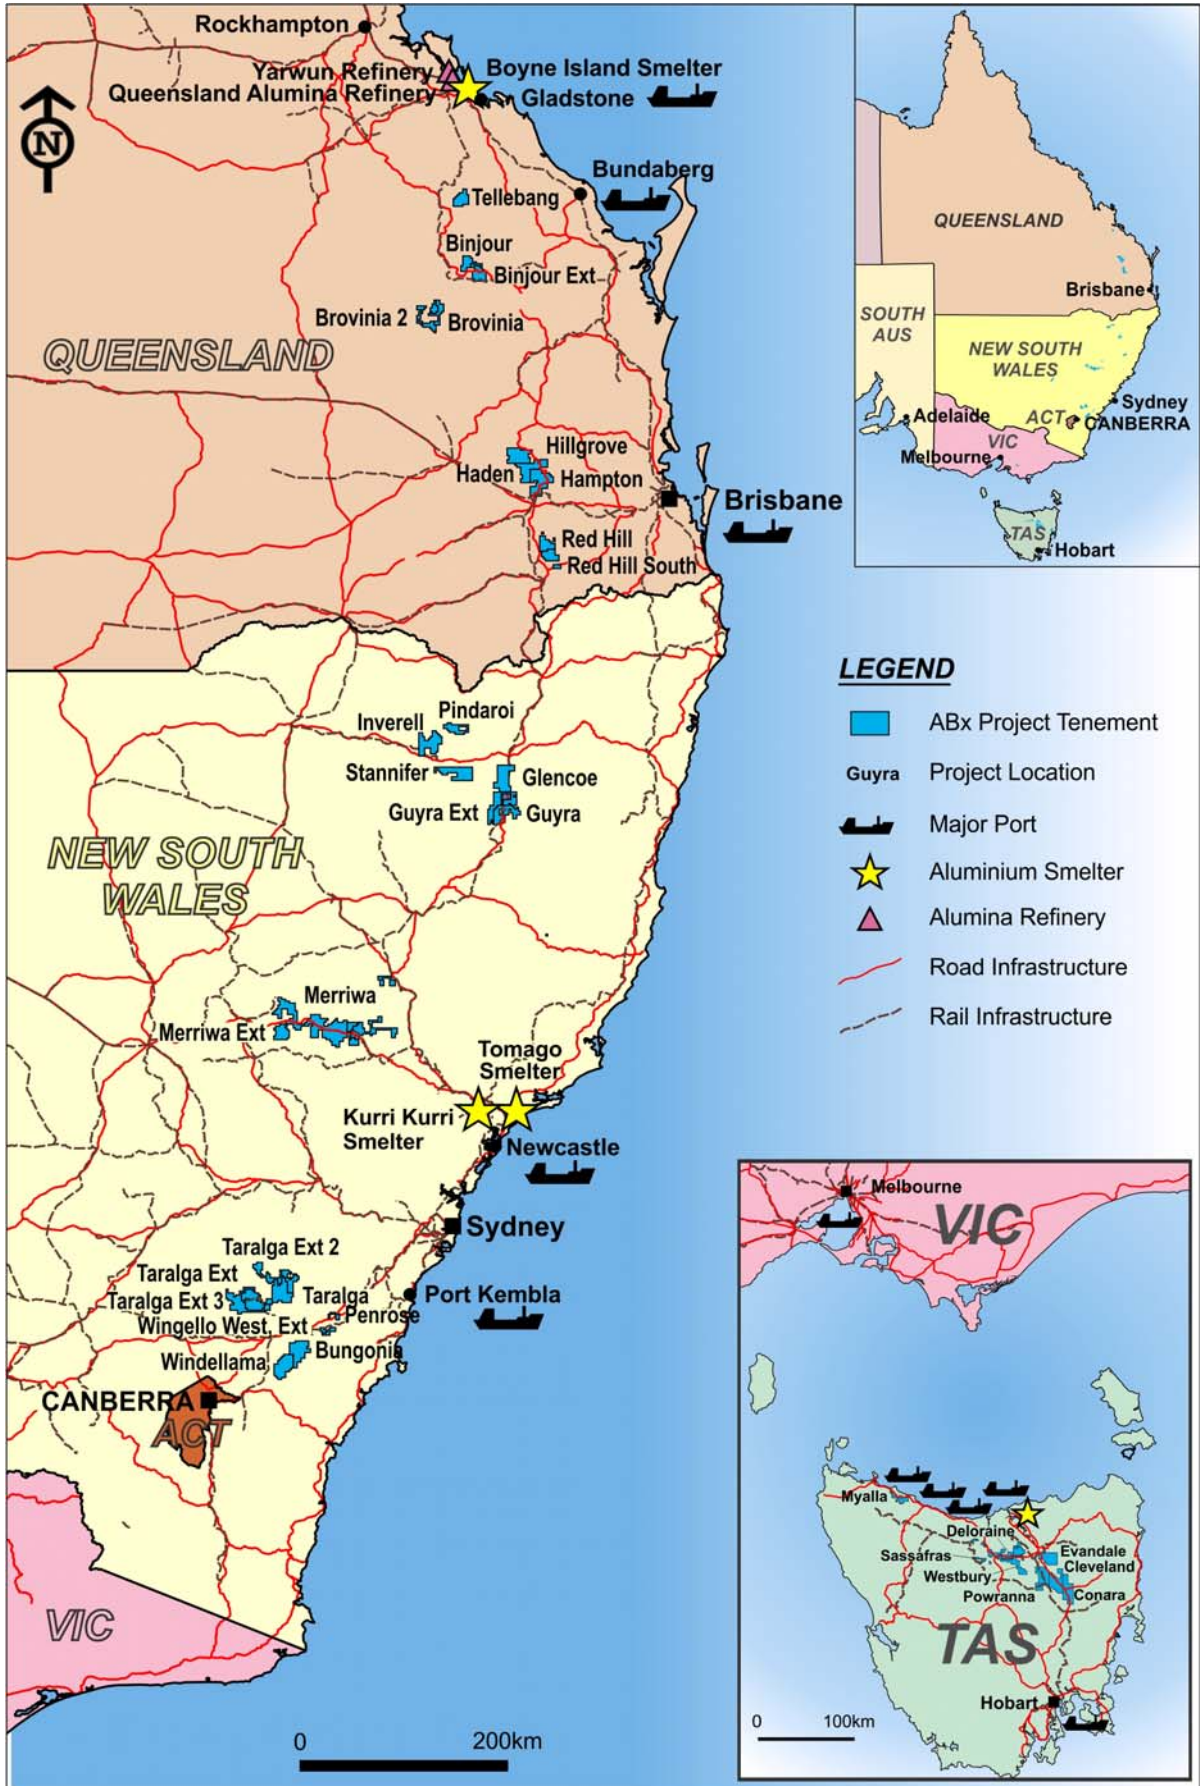 Rockhampton
Yarwun Refinery
Queensland Alumina Refinery
Boyne Island Smelter
Gladstone
N
Bundaberg
Tellebang
Binjour
Binjour Ext
Brovinia 2
Brovinia
QUEENSLAND
Hillgrove
Haden
Hampton
Brisbane
Red Hill
Red Hill South
Pindaroi
Inverell
Stannifer
Glencoe
Guyra Ext
Guyra
NEW SOUTH
WALES
Merriwa
Merriwa Ext
Tomago
Smelter
Kurri Kurri
Smelter
Newcastle
Sydney
Taralga Ext 2
Taralga Ext
Taralga Ext 3
Taralga
Port Kembla
Penrose
Wingello West, Ext
Bungonia
Windellama
CANBERRA
ACT
VIC
0
200km
QUEENSLAND
Brisbane
SOUTH
AUS
NEW SOUTH
WALES
Sydney
ACT
CANBERRA
Adelaide
VIC
Melbourne
TAS
Hobart
LEGEND
ABx Project Tenement
Guyra
Project Location
Major Port
Aluminium Smelter
Alumina Refinery
Road Infrastructure
Rail Infrastructure
Melbourne
VIC
Myalla
Deloraine
Sassafras
Evandale
Cleveland
Westbury
Powranna
Conara
TAS
Hobart
0
100km